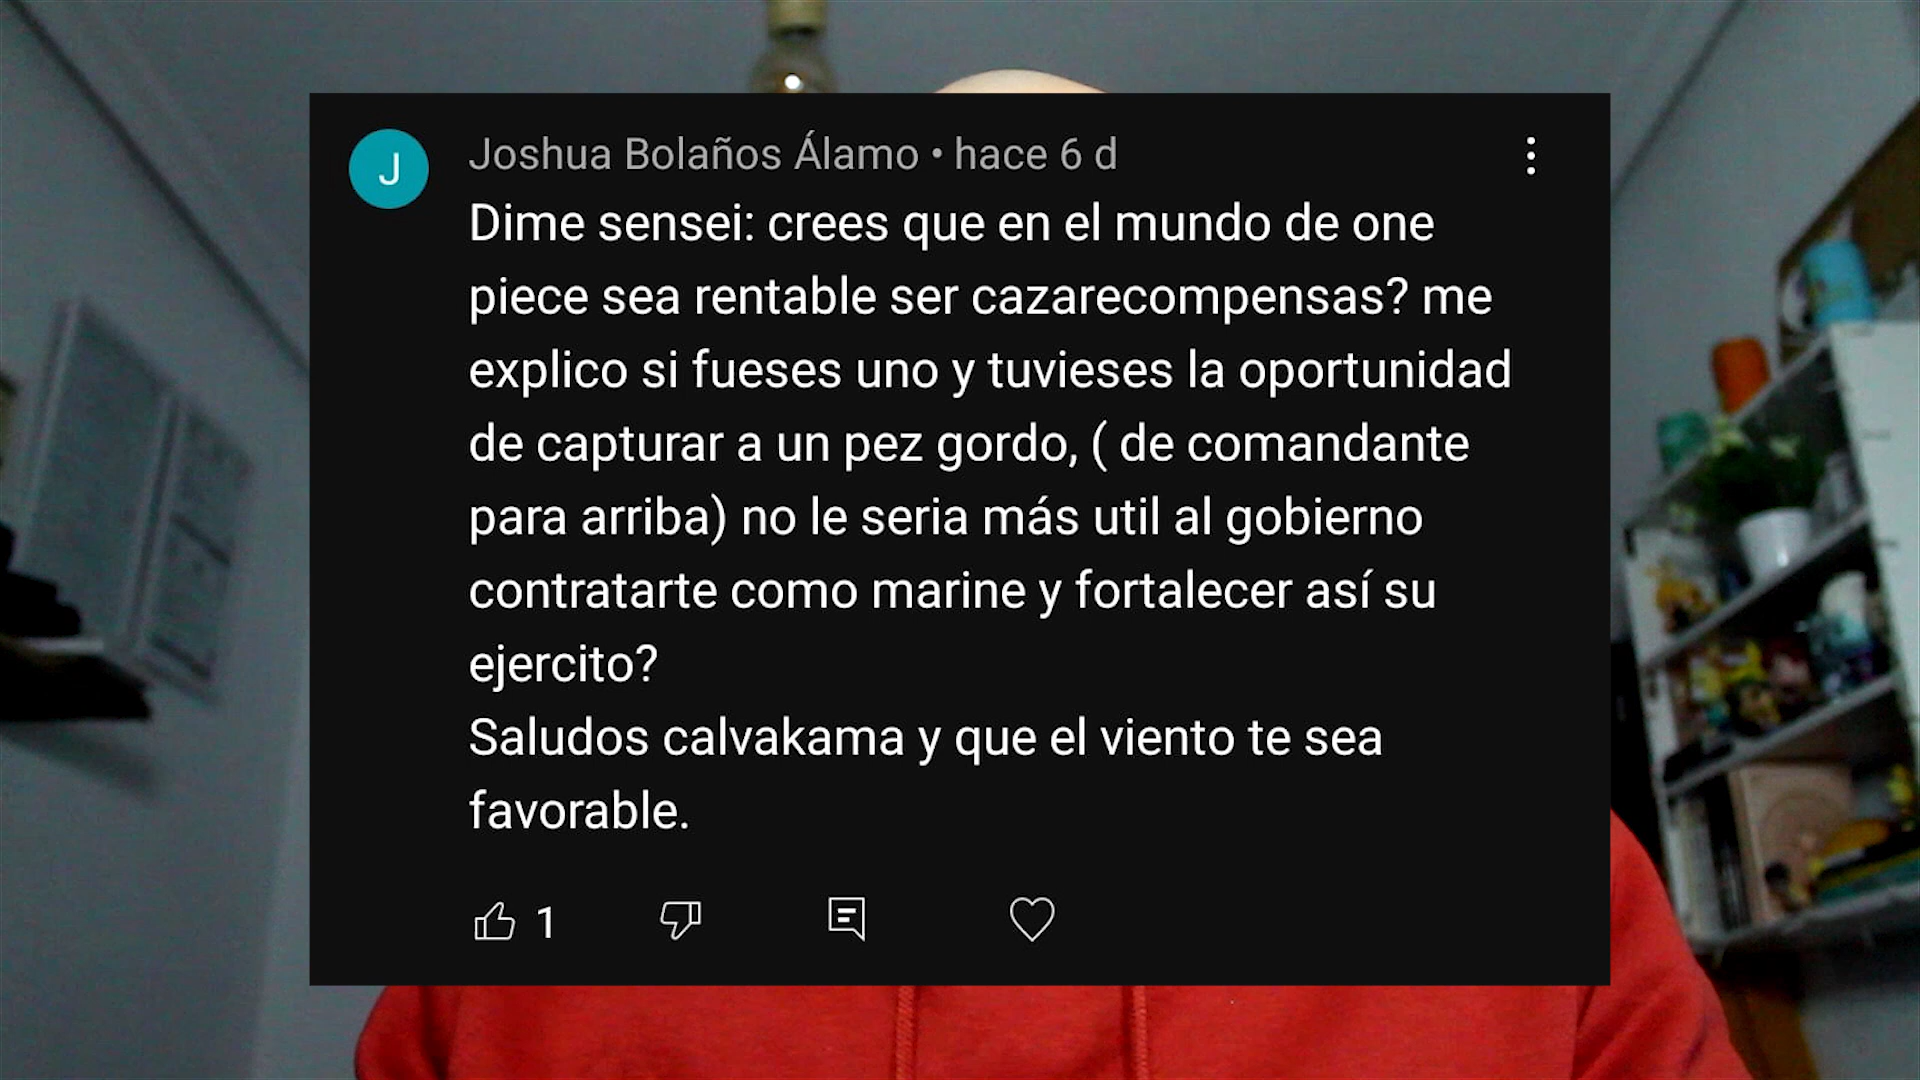 J
Joshua Bolaños Álamo • hace 6 d
Dime sensei: crees que en el mundo de one
piece sea rentable ser cazarecompensas? me
explico si fueses uno y tuvieses la oportunidad
de capturar a un pez gordo, ( de comandante
para arriba) no le seria más util al gobierno
contratarte como marine y fortalecer así su
ejercito?
Saludos calvakama y que el viento te sea
favorable.
1